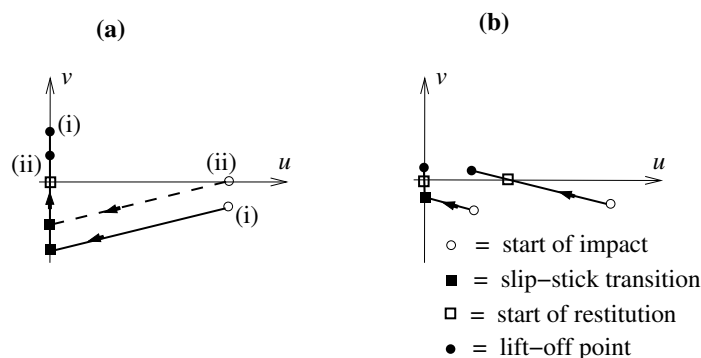 (a)
(b)
v
v
(i)
(ii)
(ii)
u
u
(i)
= start of impact
= slip−stick transition
= start of restitution
= lift−off point